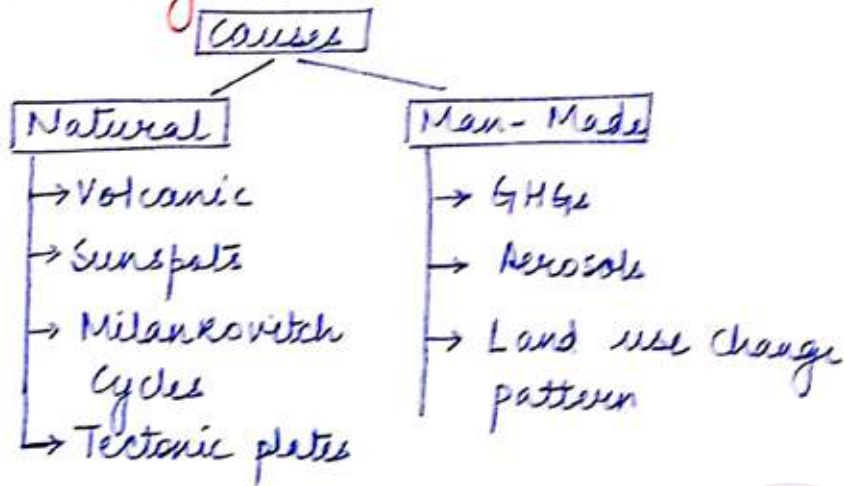 Causes
Natural
Man-Made
→ Volcanic
→ GHGs
→ Sunspots
→ Aerosols
→ Milankovitch
Cycles
→ Land use Change
pattern
→ Tectonic plates